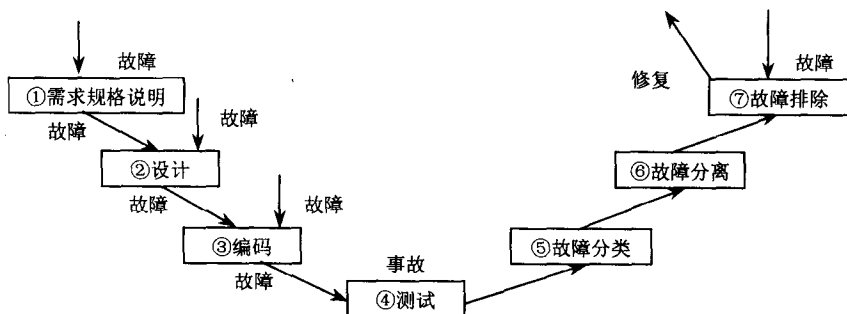 故障
①需求规格说明
故障
故障
②设计
故障
故障
③编码
故障
事故
④测试
⑤故障分类
⑥故障分离
修复
故障
⑦故障排除